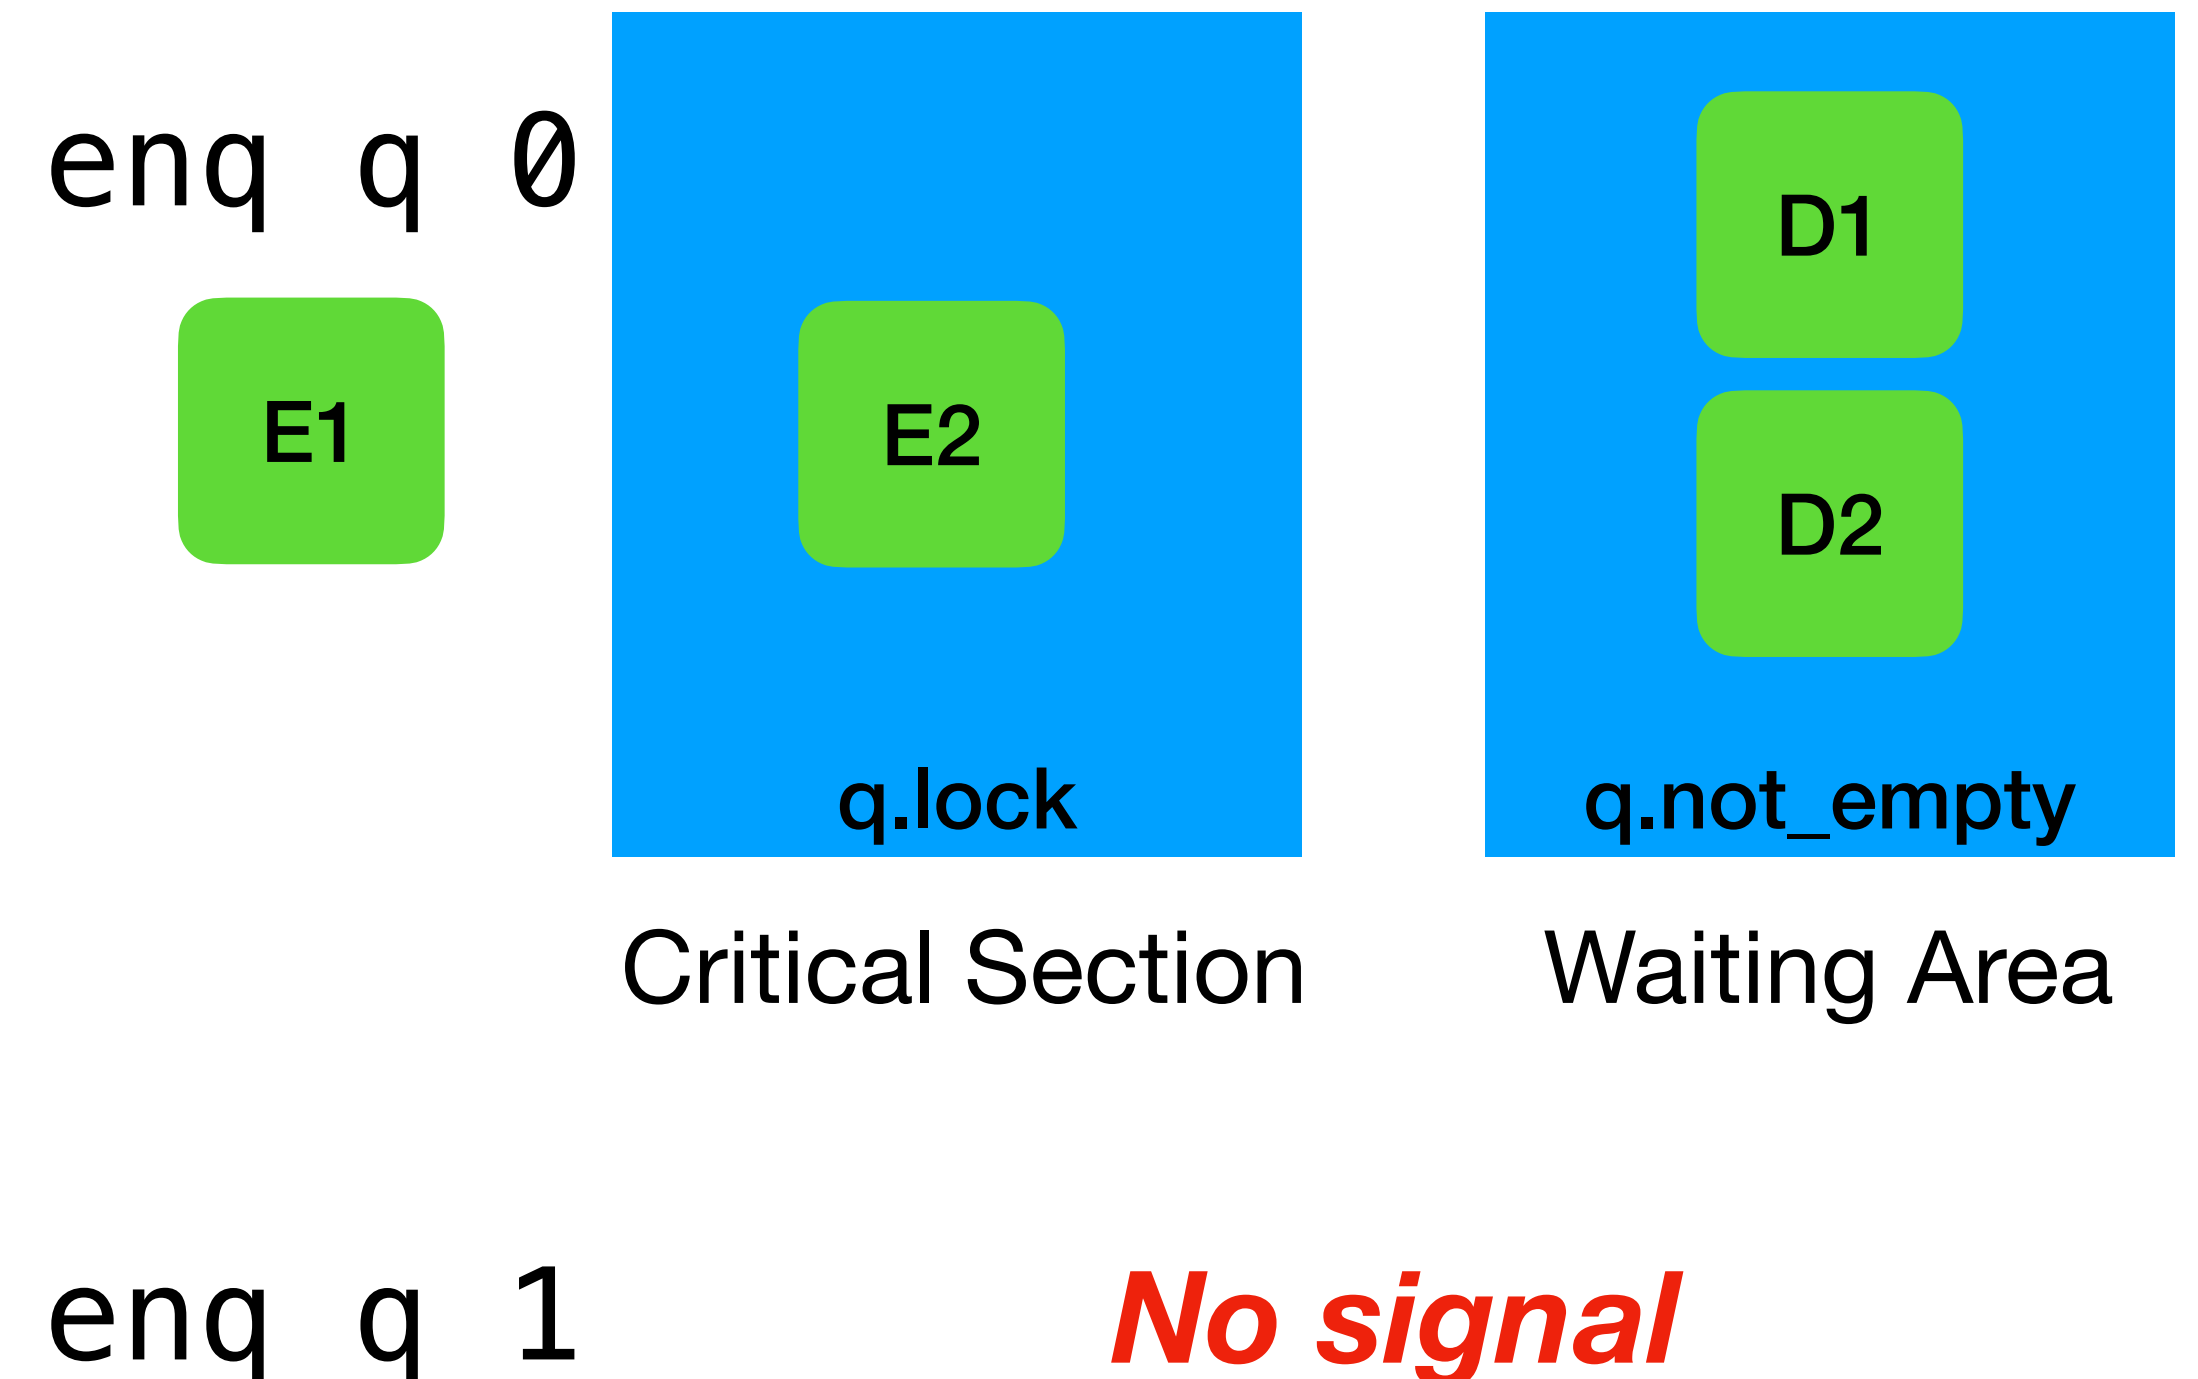 enq q 0
D1
E1
E2
D2
q.lock
q.not_empty
Critical Section
Waiting Area
enq q 1
No signal